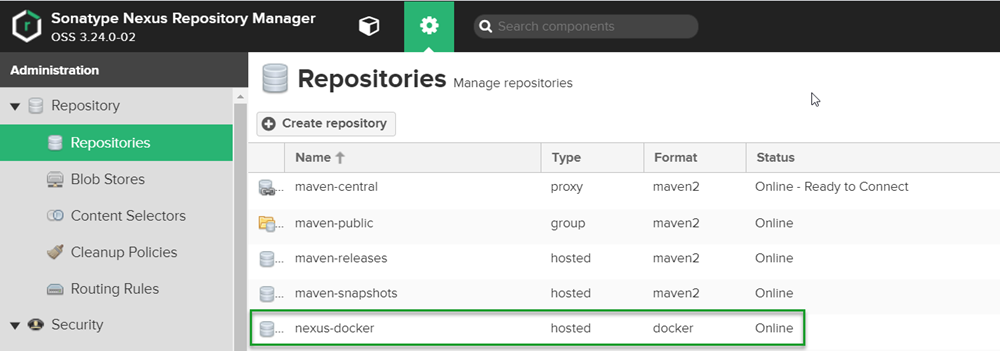 Sonatype Nexus Repository Manager
OSS 3.24.0-02
Search components
Administration
Repository
Repositories
Blob Stores
Content Selectors
Cleanup Policies
Routing Rules
Security
Repositories Manage repositories
Create repository
Name Type Format Status
... maven-central proxy maven2 Online - Ready to Connect
... maven-public group maven2 Online
... maven-releases hosted maven2 Online
... maven-snapshots hosted maven2 Online
... nexus-docker hosted docker Online